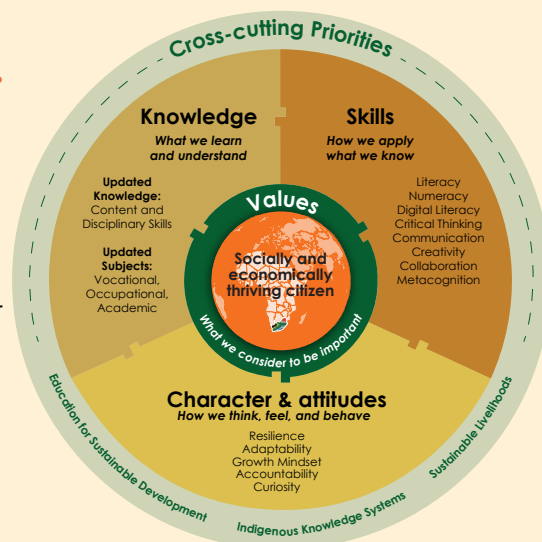 Cross-cutting Priorities
Knowledge
What we learn
and understand
Updated
Knowledge:
Content and
Disciplinary Skills
Updated
Subjects:
Vocational,
Occupational,
Academic
Skills
How we apply
what we know
Literacy
Numeracy
Digital Literacy
Critical Thinking
Communication
Creativity
Collaboration
Metacognition
Values
Socially and
economically
thriving citizen
What we consider to be important
Character & attitudes
How we think, feel, and behave
Resilience
Adaptability
Growth Mindset
Accountability
Curiosity
Education for Sustainable Development
Indigenous Knowledge Systems
Sustainable Livelihoods